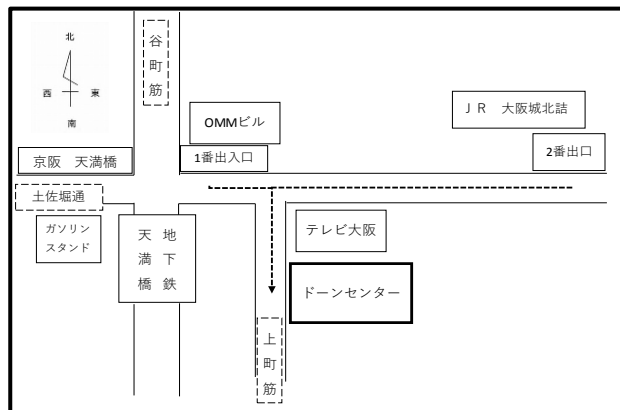 北
西 東
南
谷町筋
OMMビル
1番出入口
ＪＲ 大阪城北詰
2番出口
京阪 天満橋
土佐堀通
ガソリン
スタンド
地下鉄
天満橋
テレビ大阪
ドーンセンター
上町筋